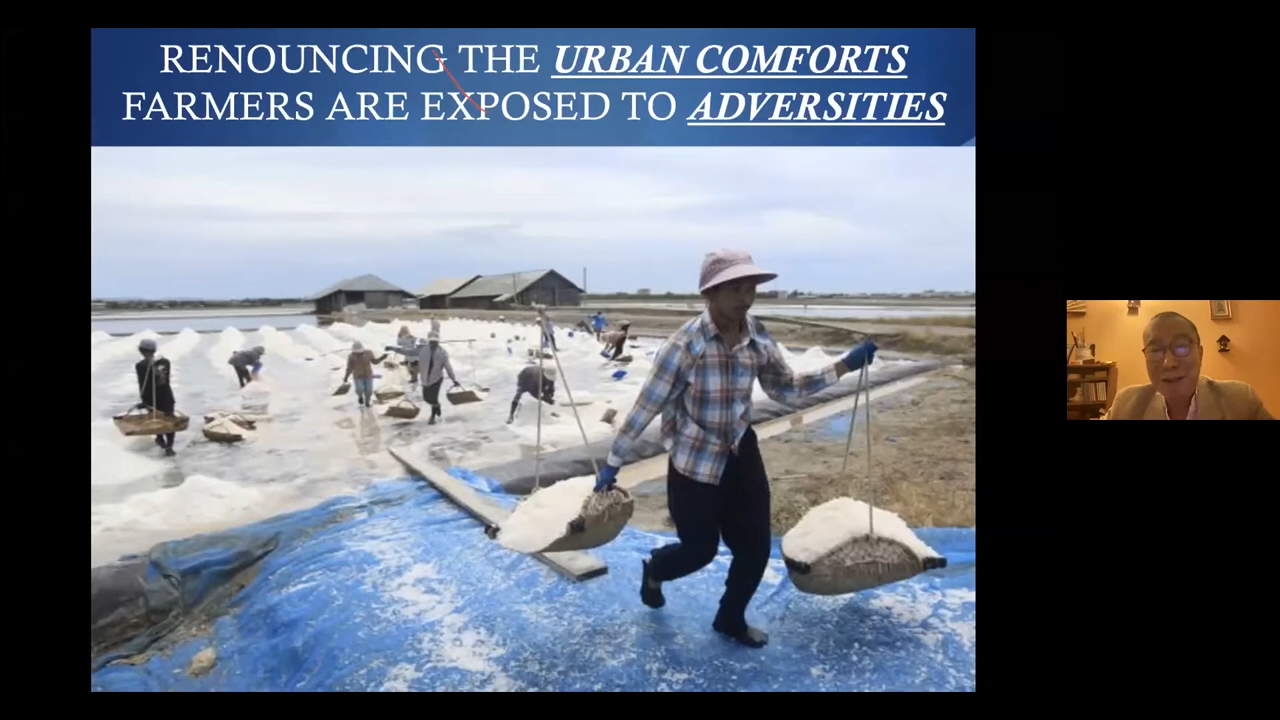 RENOUNCING THE URBAN COMFORTS
FARMERS ARE EXPOSED TO ADVERSITIES